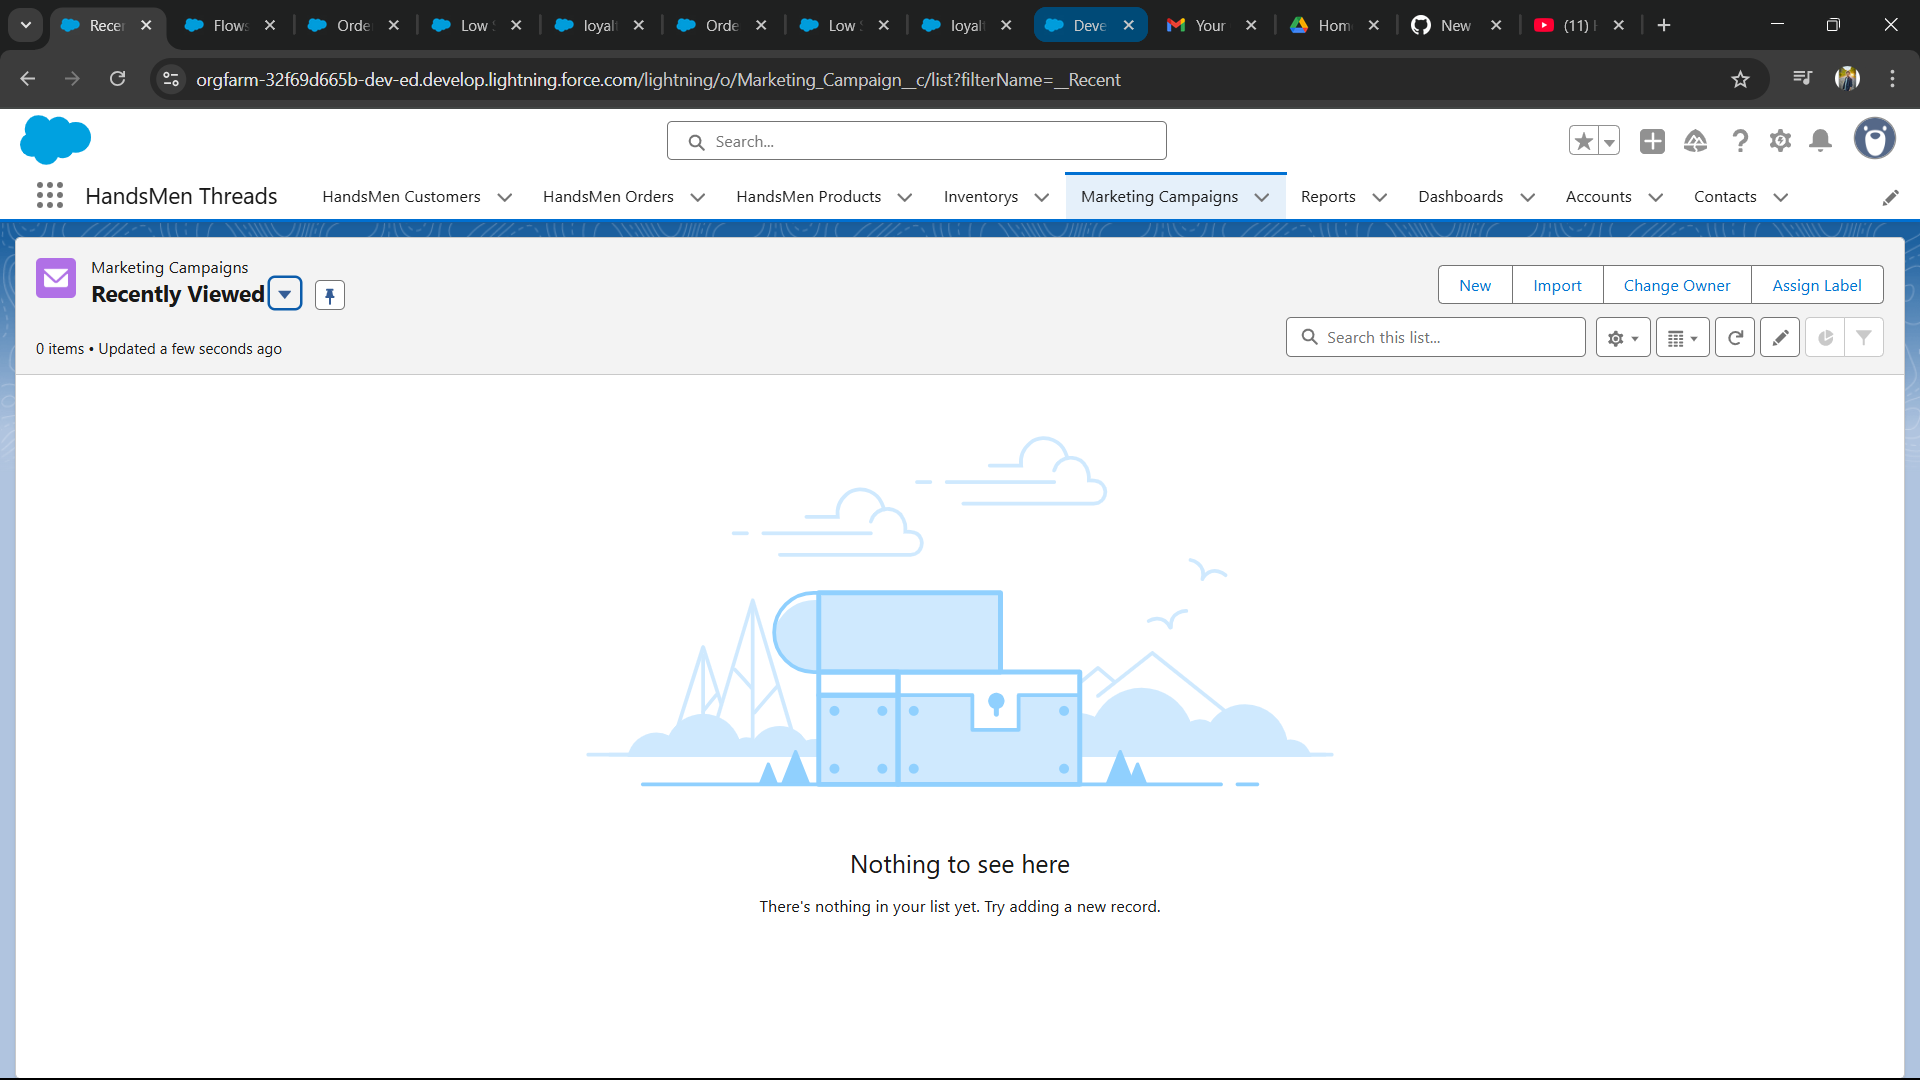 Recer
Flows
Orde
Low S
loyalt
Orde
Low S
loyalt
Deve
Your
Hom
New
(11) H
orgfarm-32f69d665b-dev-ed.develop.lightning.force.com/lightning/o/Marketing_Campaign__c/list?filterName=__Recent
Search...
HandsMen Threads
HandsMen Customers
HandsMen Orders
HandsMen Products
Inventorys
Marketing Campaigns
Reports
Dashboards
Accounts
Contacts
Marketing Campaigns
Recently Viewed
New
Import
Change Owner
Assign Label
0 items • Updated a few seconds ago
Search this list...
Nothing to see here
There's nothing in your list yet. Try adding a new record.